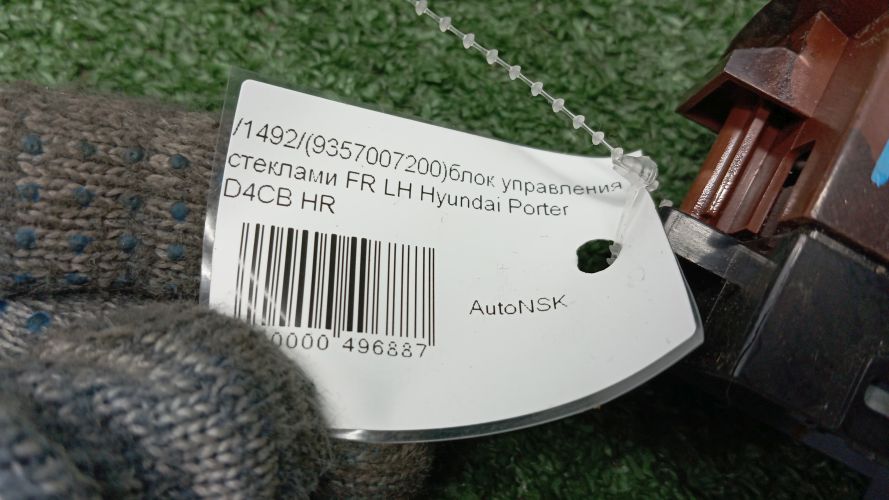 /1492/(9357007200)блок управления
стеклами FR LH Hyundai Porter
D4CB HR
AutoNSK
0000 496887